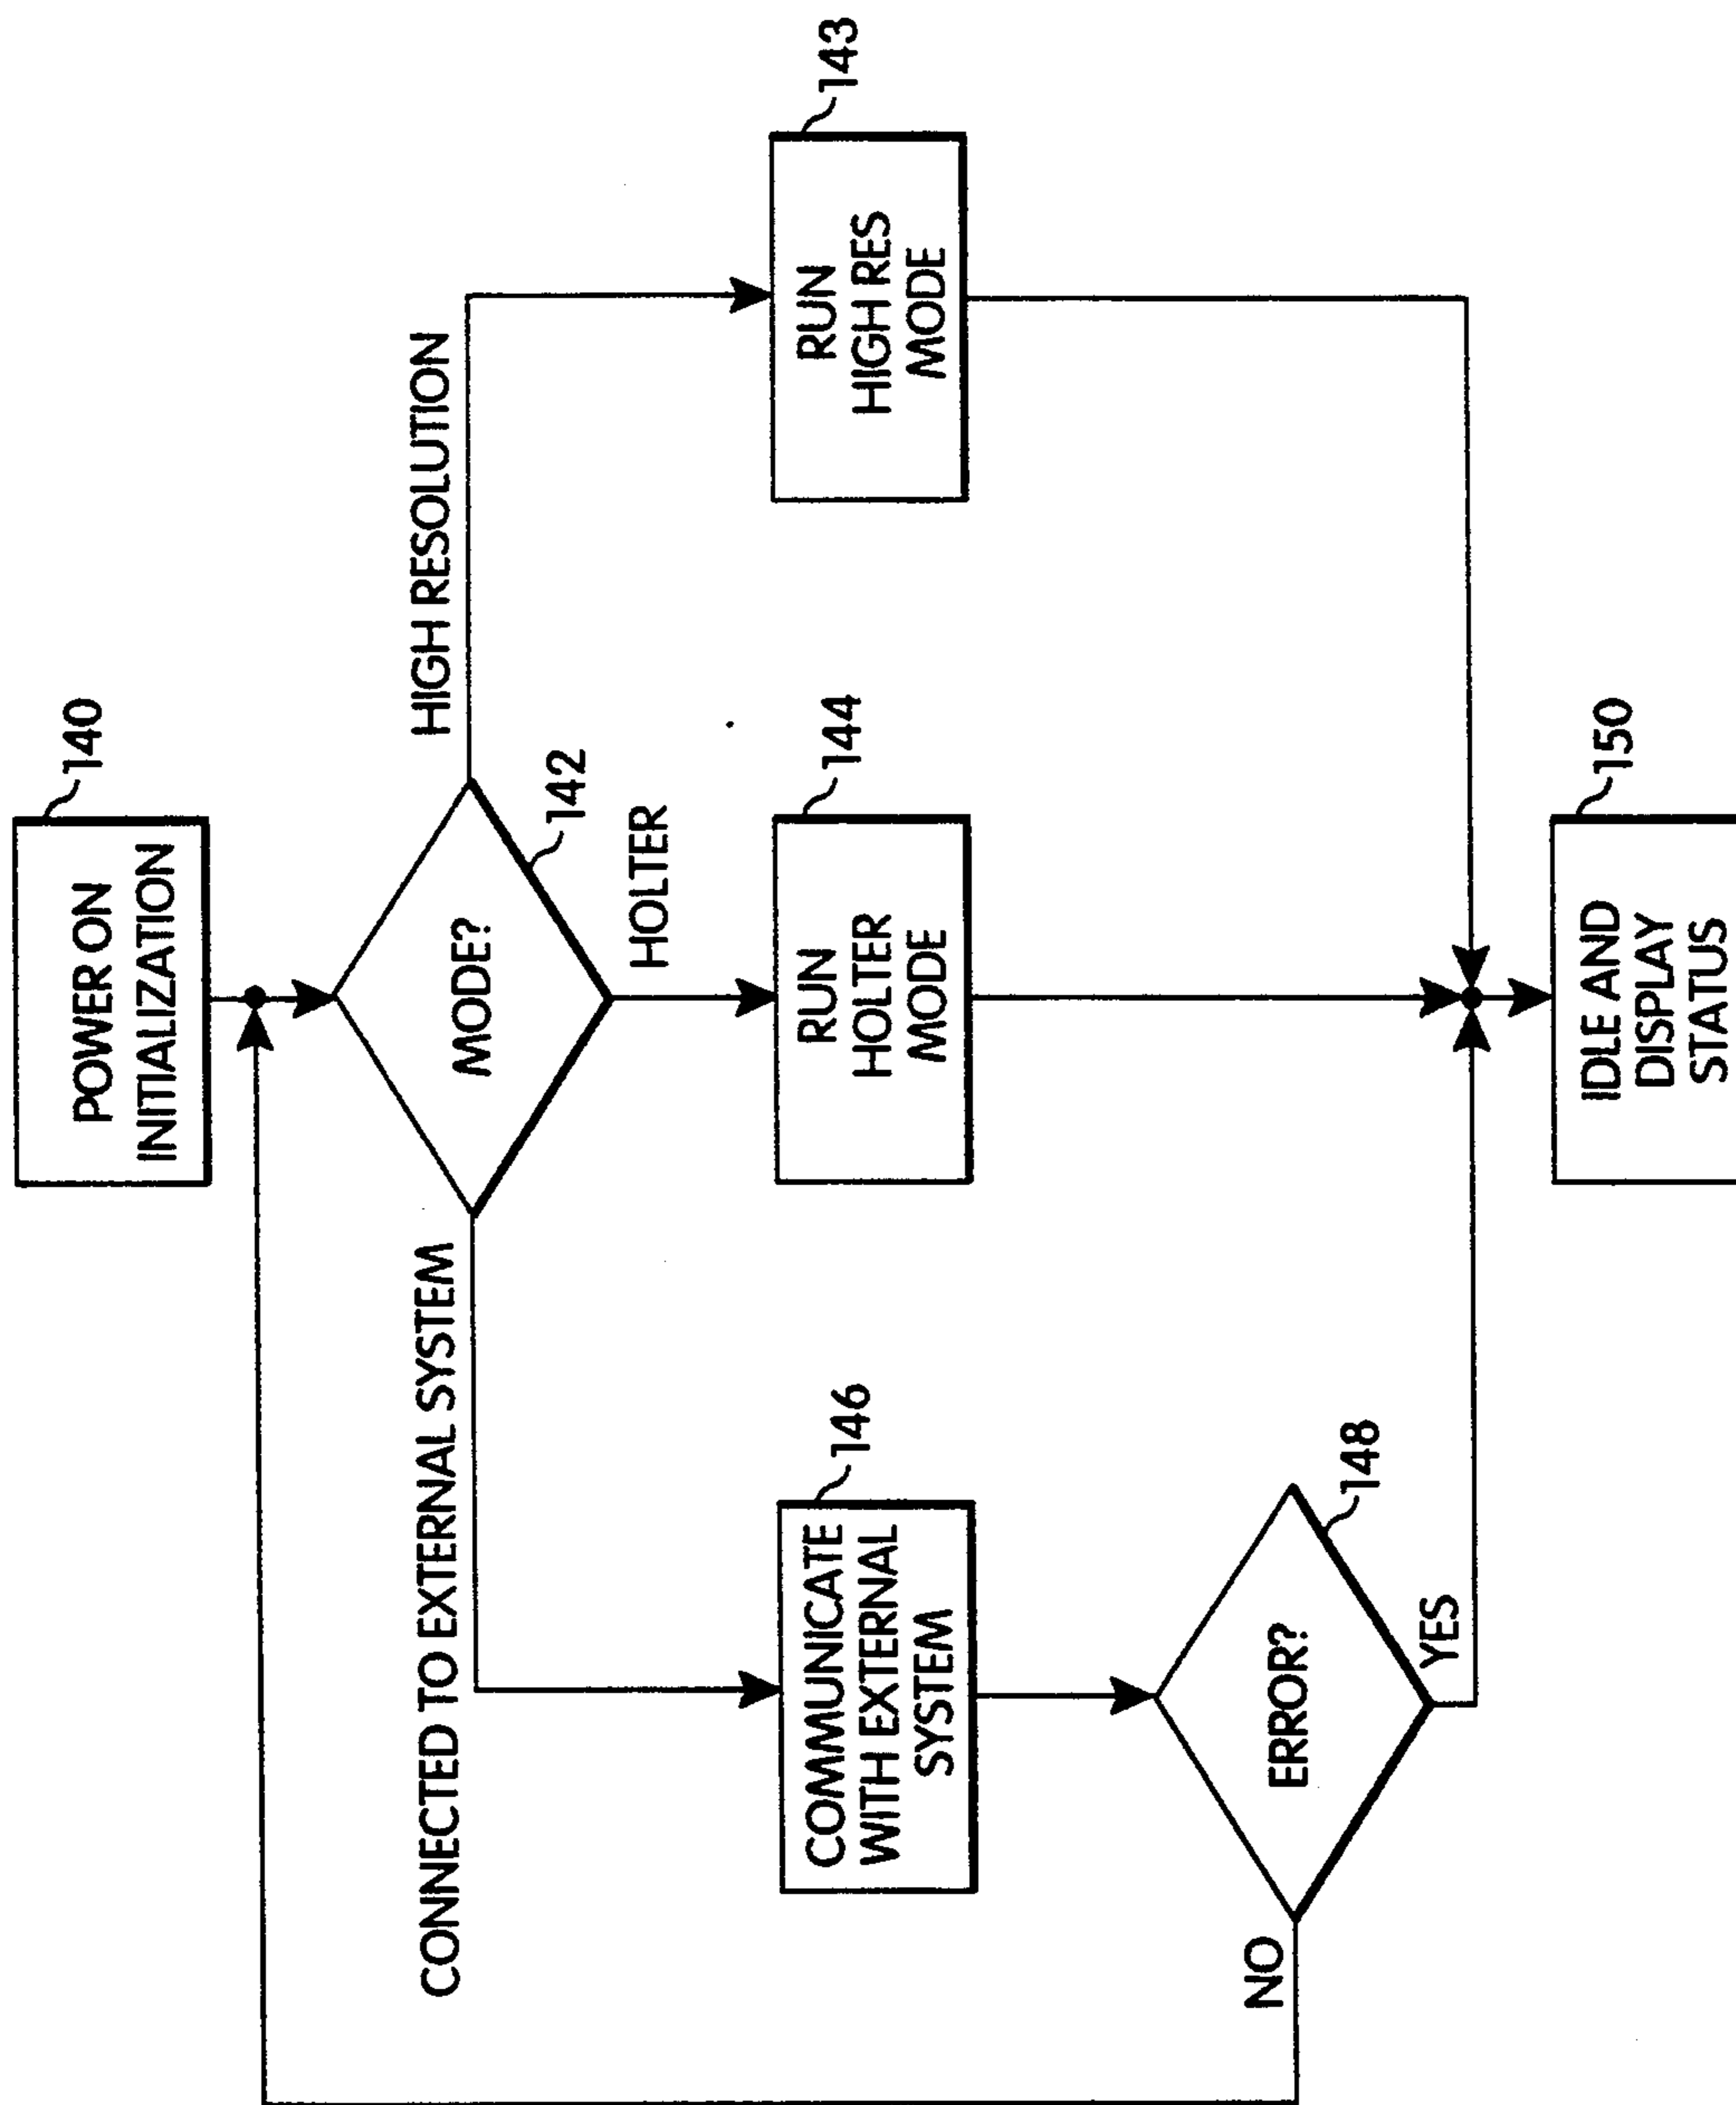 POWER ON
INITIALIZATION
140
MODE?
142
CONNECTED TO EXTERNAL SYSTEM
HOLTER
HIGH RESOLUTION
COMMUNICATE
WITH EXTERNAL
SYSTEM
146
RUN
HOLTER
MODE
144
RUN
HIGH RES
MODE
143
ERROR?
148
NO
YES
IDLE AND
DISPLAY
STATUS
150